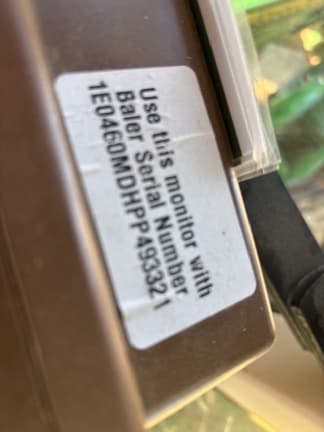 Use this monitor with
Baler Serial Number
1E0460MDHPP493321